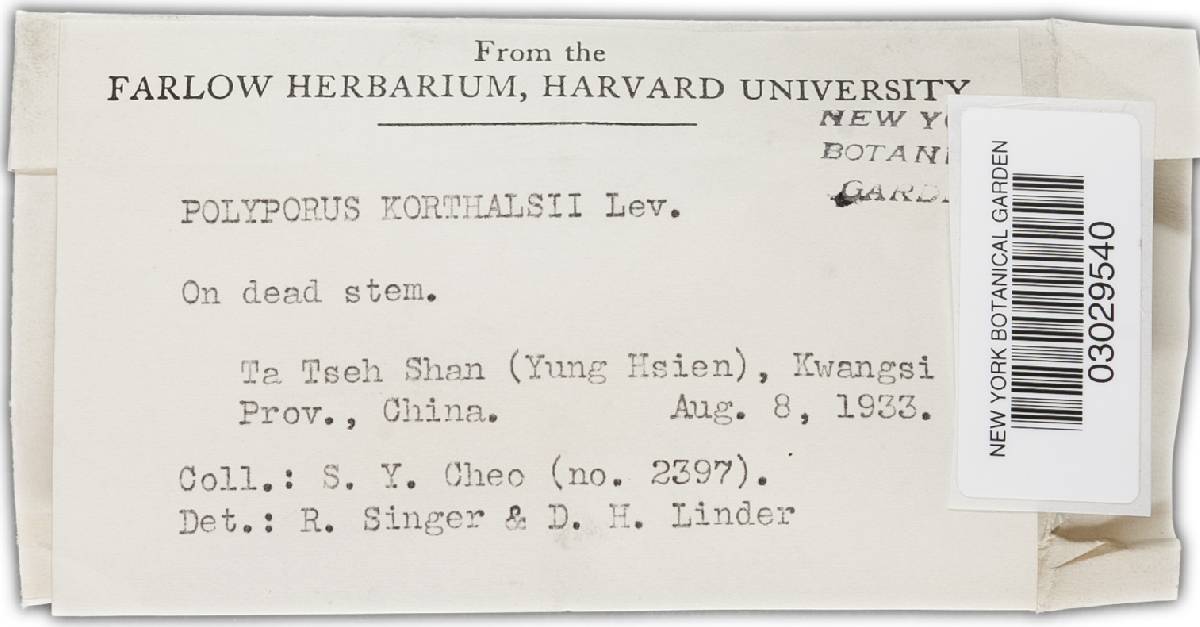 From the
FARLOW HERBARIUM, HARVARD UNIVERSITY
NEW
POLYPORUS KORTHALSII Lev.
On dead stem.
Ta Tseh Shan (Yung Hsien), Kwangsi
Prov., China. Aug. 8, 1933.
Coll.: S. Y. Cheo (no. 2397).
Det.: R. Singer & D. H. Linder
NEW YORK BOTANICAL GARDEN
03029540